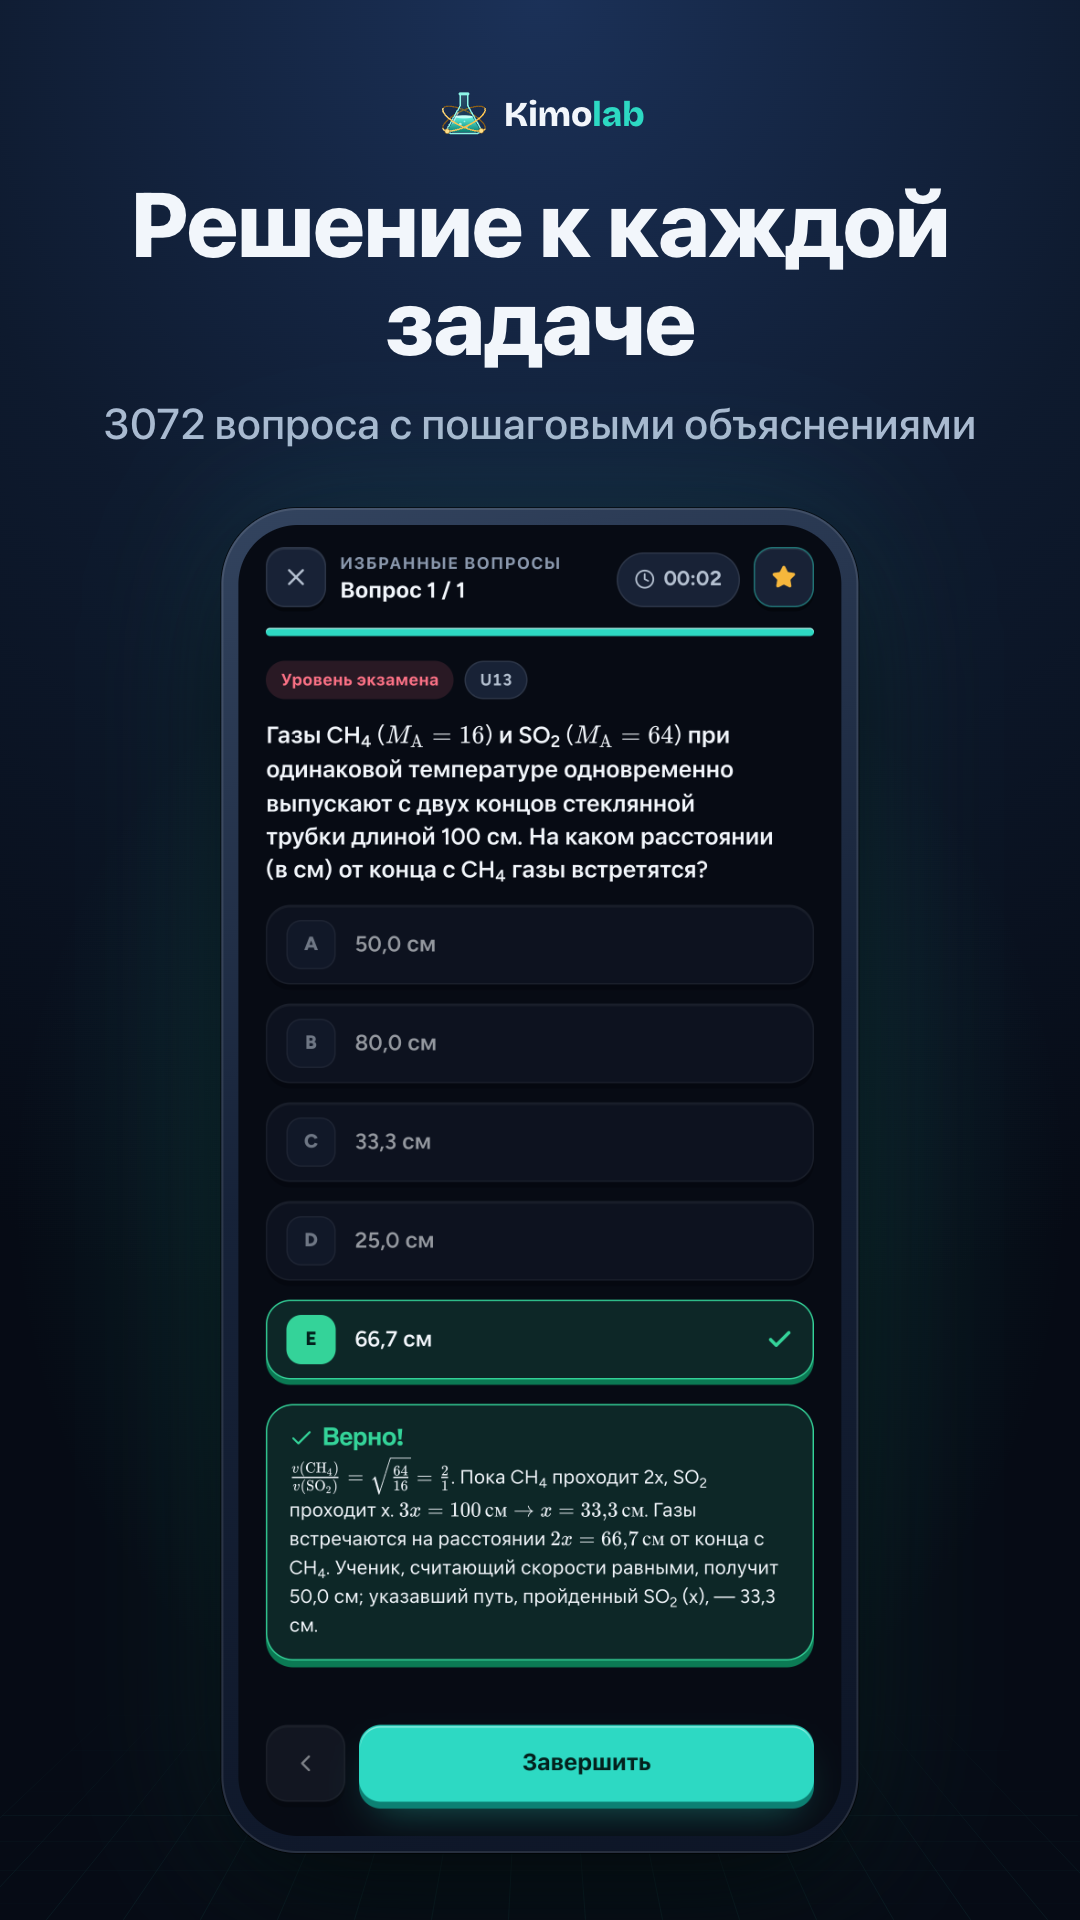 Kimolab
Решение к каждой
задаче
3072 вопроса с пошаговыми объяснениями
ИЗБРАННЫЕ ВОПРОСЫ
Вопрос 1 / 1
00:02
Уровень экзамена
U13
Газы CH₄ (M_A = 16) и SO₂ (M_A = 64) при
одинаковой температуре одновременно
выпускают с двух концов стеклянной
трубки длиной 100 см. На каком расстоянии
(в см) от конца с CH₄ газы встретятся?
A 50,0 см
B 80,0 см
C 33,3 см
D 25,0 см
E 66,7 см
Верно!
v(CH₄)/v(SO₂) = √(64/16) = 2/1. Пока CH₄ проходит 2x, SO₂
проходит x. 3x = 100 см → x = 33,3 см. Газы
встречаются на расстоянии 2x = 66,7 см от конца с
CH₄. Ученик, считающий скорости равными, получит
50,0 см; указавший путь, пройденный SO₂ (x), — 33,3
см.
Завершить